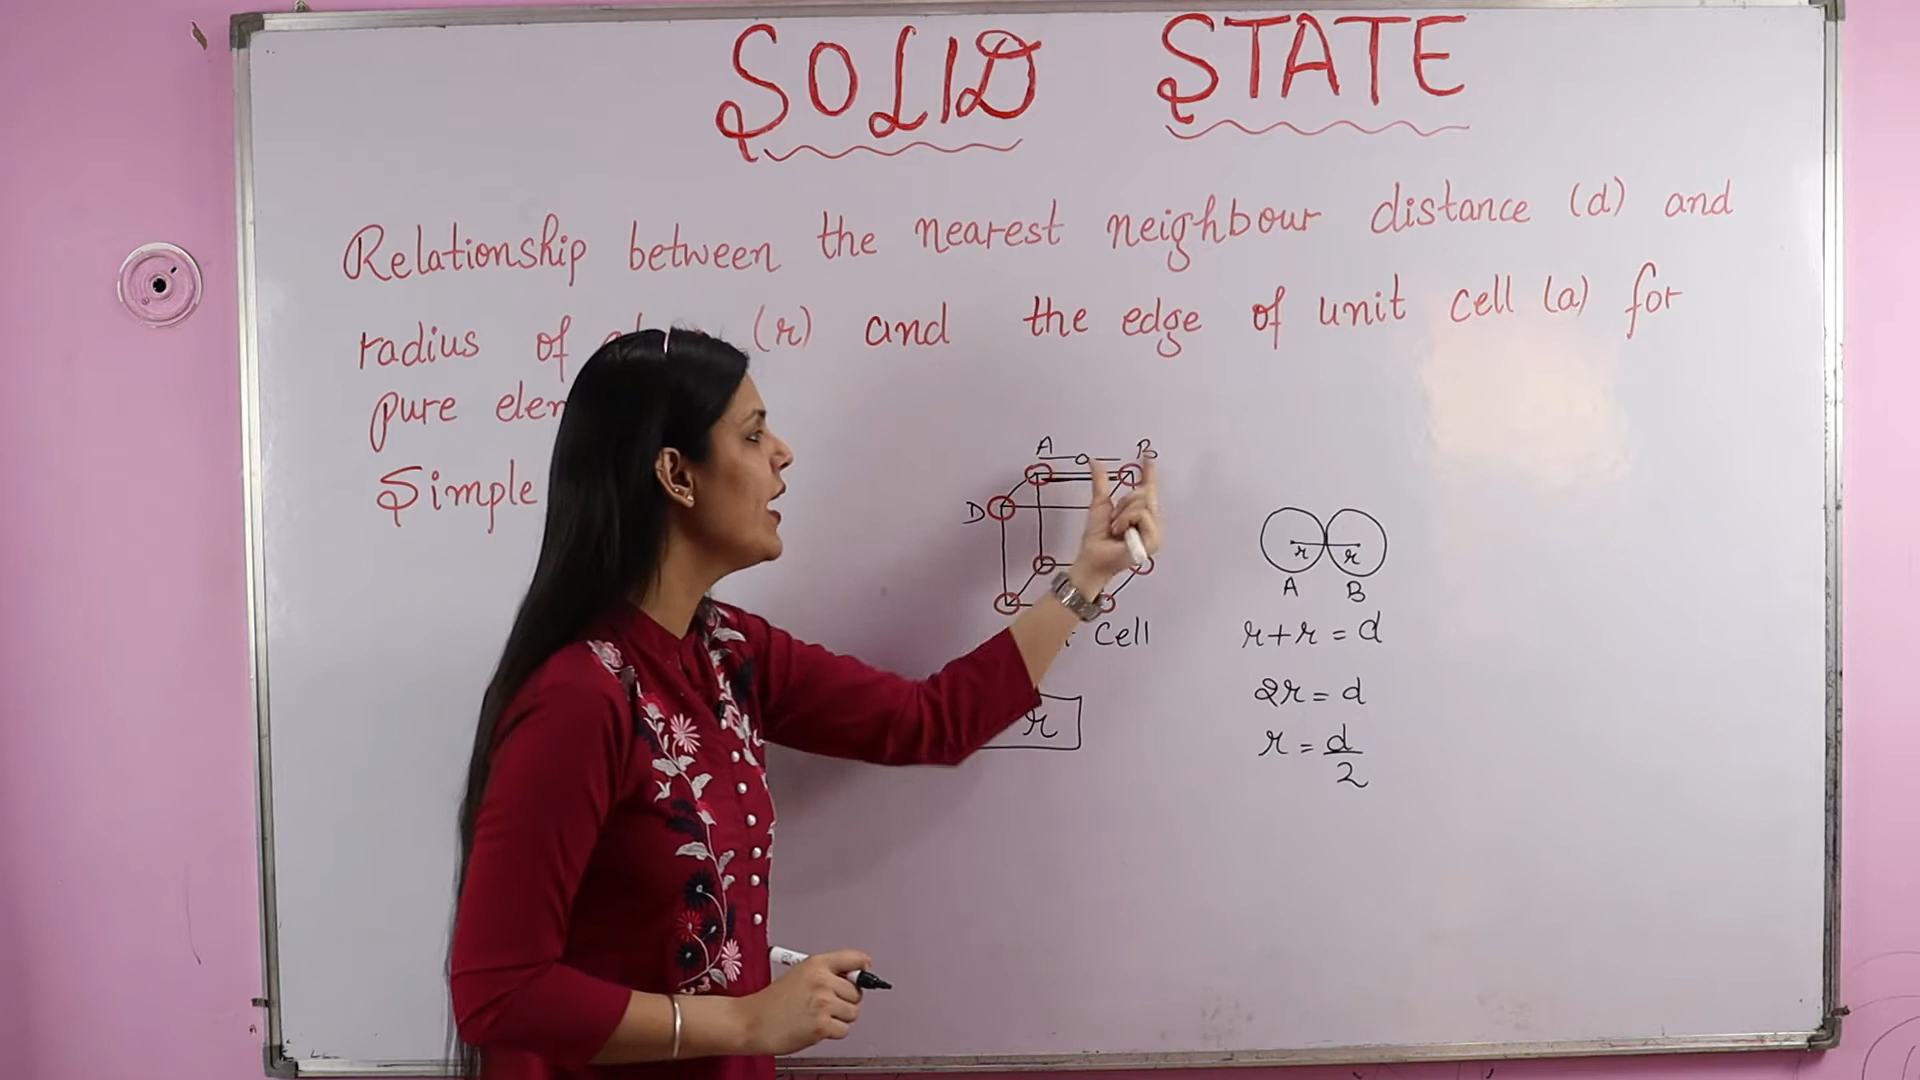 SOLID STATE
Relationship between the nearest neighbour distance (d) and
radius of (r) and the edge of unit cell (a) for
pure
Simple
A a B
D
Cell
r
r r
A B
r + r = d
2r = d
r = d/2